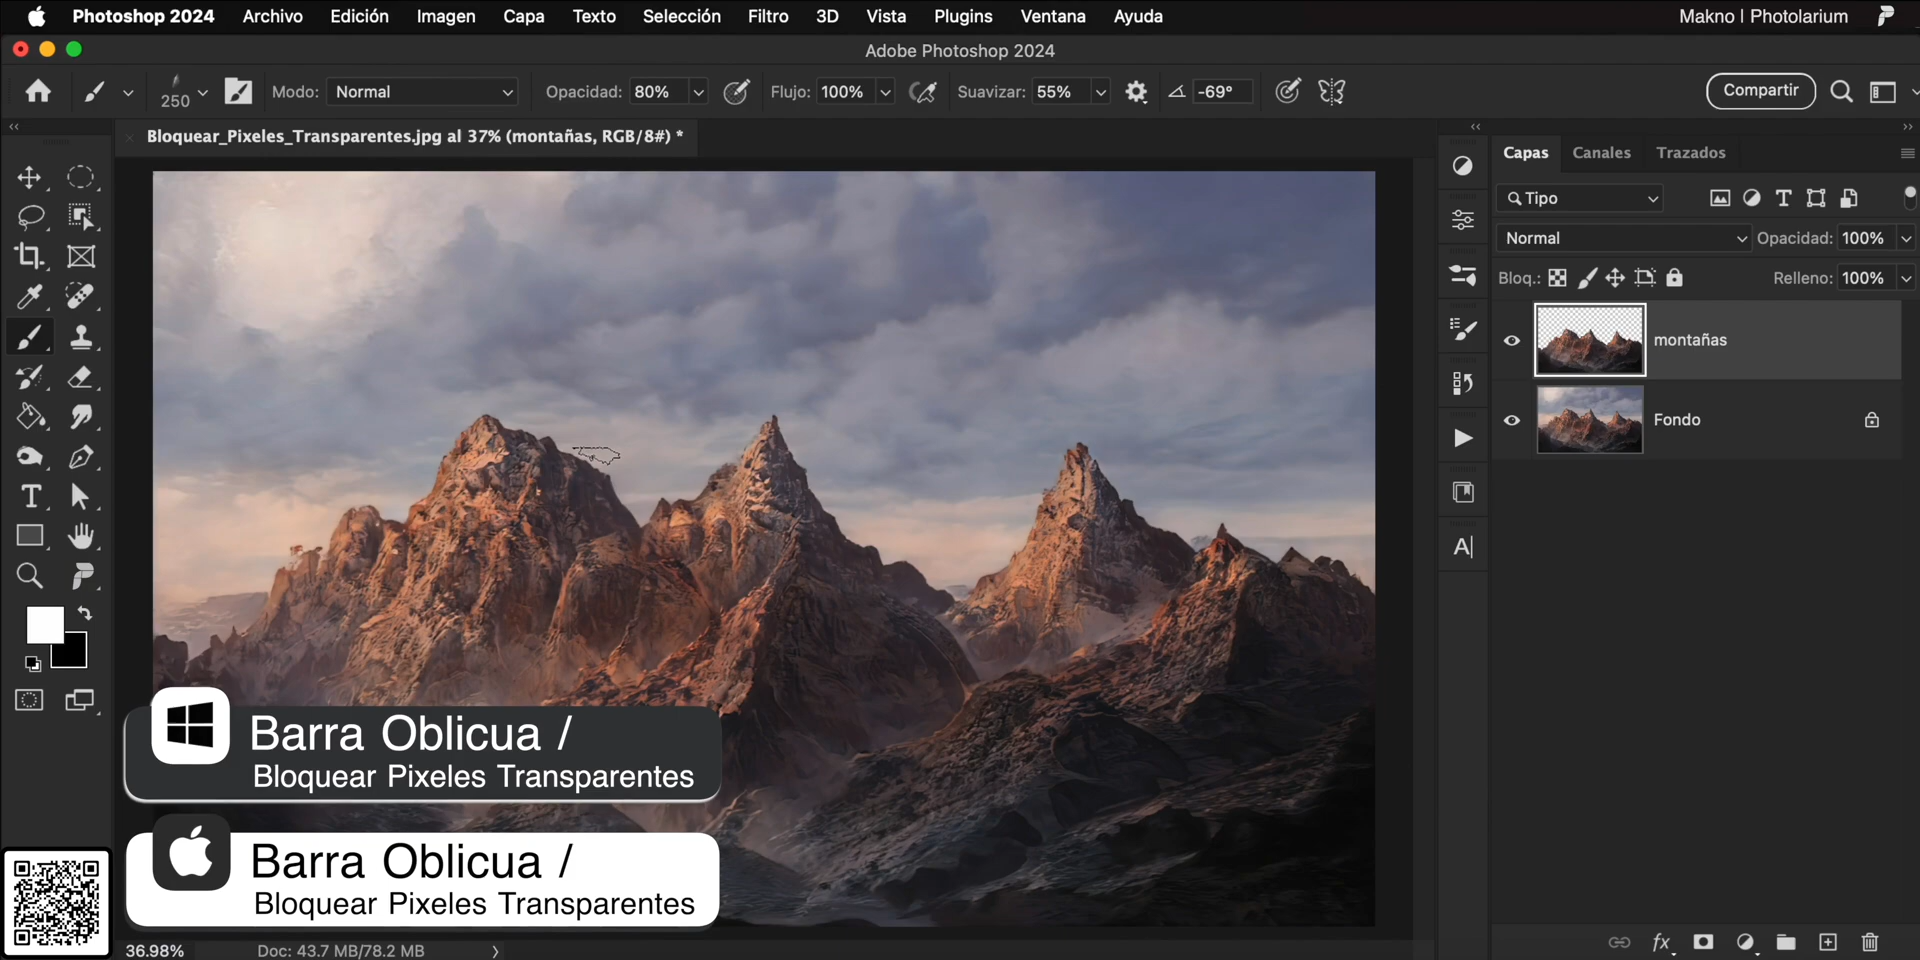 Photoshop 2024 Archivo Edición Imagen Capa Texto Selección Filtro 3D Vista Plugins Ventana Ayuda Makno | Photolarium
Adobe Photoshop 2024
250 Modo: Normal Opacidad: 80% Flujo: 100% Suavizar: 55% -69° Compartir
Bloquear_Pixeles_Transparentes.jpg al 37% (montañas, RGB/8#) *
Capas Canales Trazados
Tipo
Normal Opacidad: 100%
Bloq.: Relleno: 100%
montañas
Fondo
Barra Oblicua /
Bloquear Pixeles Transparentes
Barra Oblicua /
Bloquear Pixeles Transparentes
36.98% Doc: 43.7 MB/78.2 MB